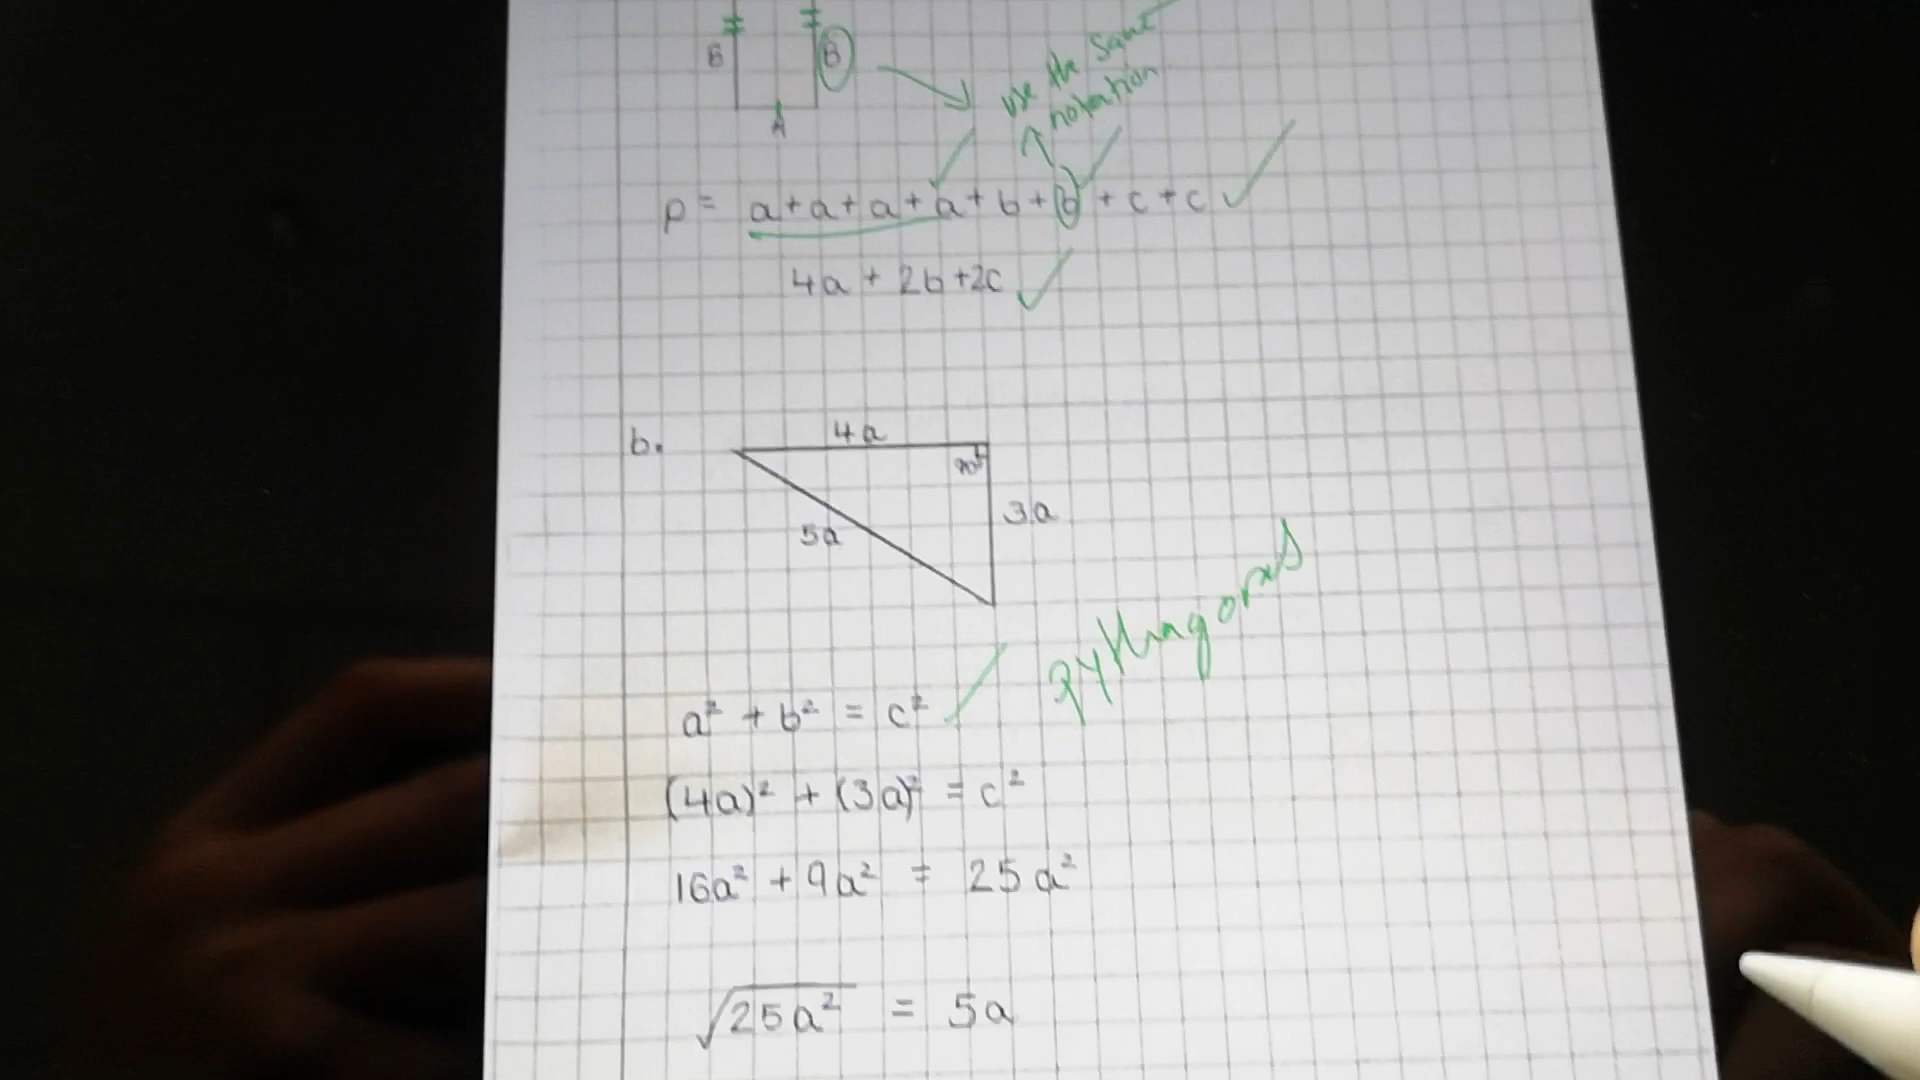 B B
use the same
notation
A
p = a + a + a + a + b + b + c + c
4a + 2b + 2c
b.
4a
90°
3a
5a
pythagoras
a² + b² = c²
(4a)² + (3a)² = c²
16a² + 9a² = 25a²
√25a² = 5a